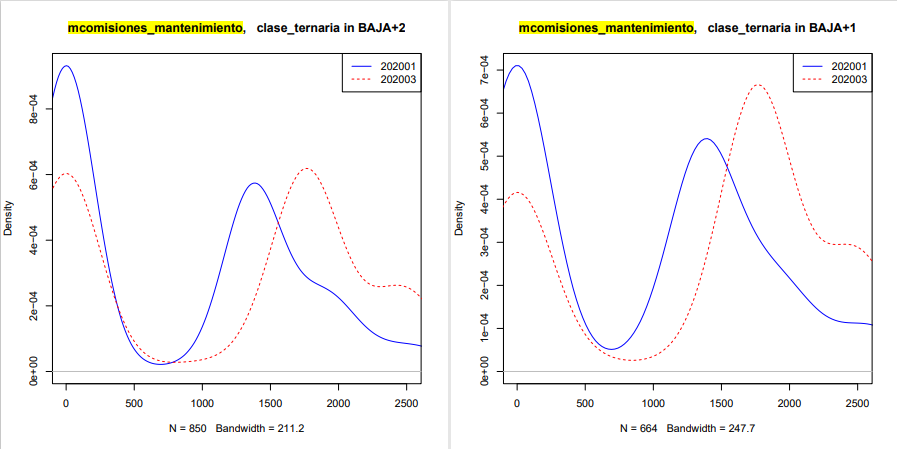 mcomisiones_mantenimiento, clase_ternaria in BAJA+2
202001
202003
Density
0e+00
2e-04
4e-04
6e-04
8e-04
0 500 1000 1500 2000 2500
N = 850 Bandwidth = 211.2
mcomisiones_mantenimiento, clase_ternaria in BAJA+1
202001
202003
Density
0e+00
1e-04
2e-04
3e-04
4e-04
5e-04
6e-04
7e-04
0 500 1000 1500 2000 2500
N = 664 Bandwidth = 247.7